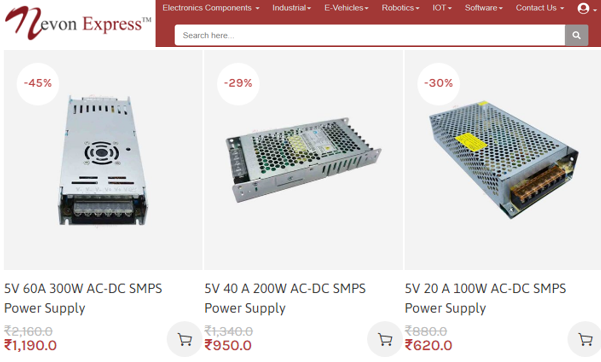 Nevon Express™
Electronics Components Industrial E-Vehicles Robotics IOT Software Contact Us
Search here...
-45%
-29%
-30%
5V 60A 300W AC-DC SMPS
Power Supply
₹2,160.0
₹1,190.0
5V 40 A 200W AC-DC SMPS
Power Supply
₹1,340.0
₹950.0
5V 20 A 100W AC-DC SMPS
Power Supply
₹880.0
₹620.0